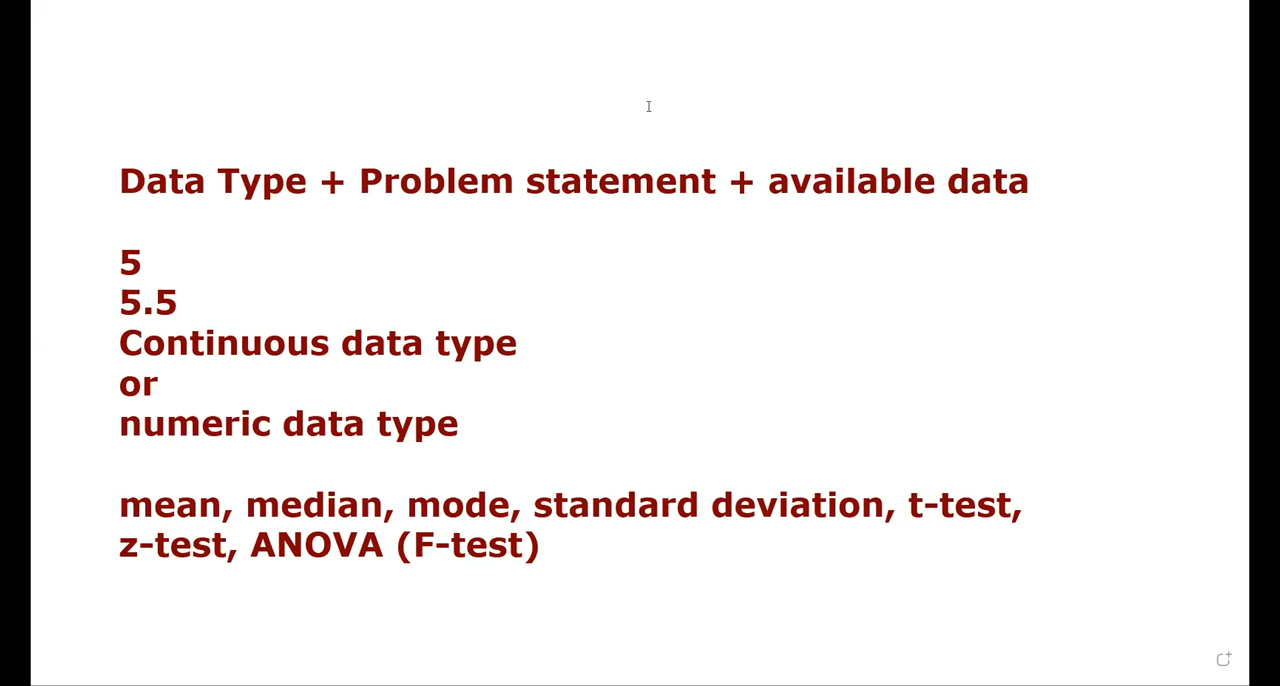 Data Type + Problem statement + available data
5
5.5
Continuous data type
or
numeric data type
mean, median, mode, standard deviation, t-test,
z-test, ANOVA (F-test)